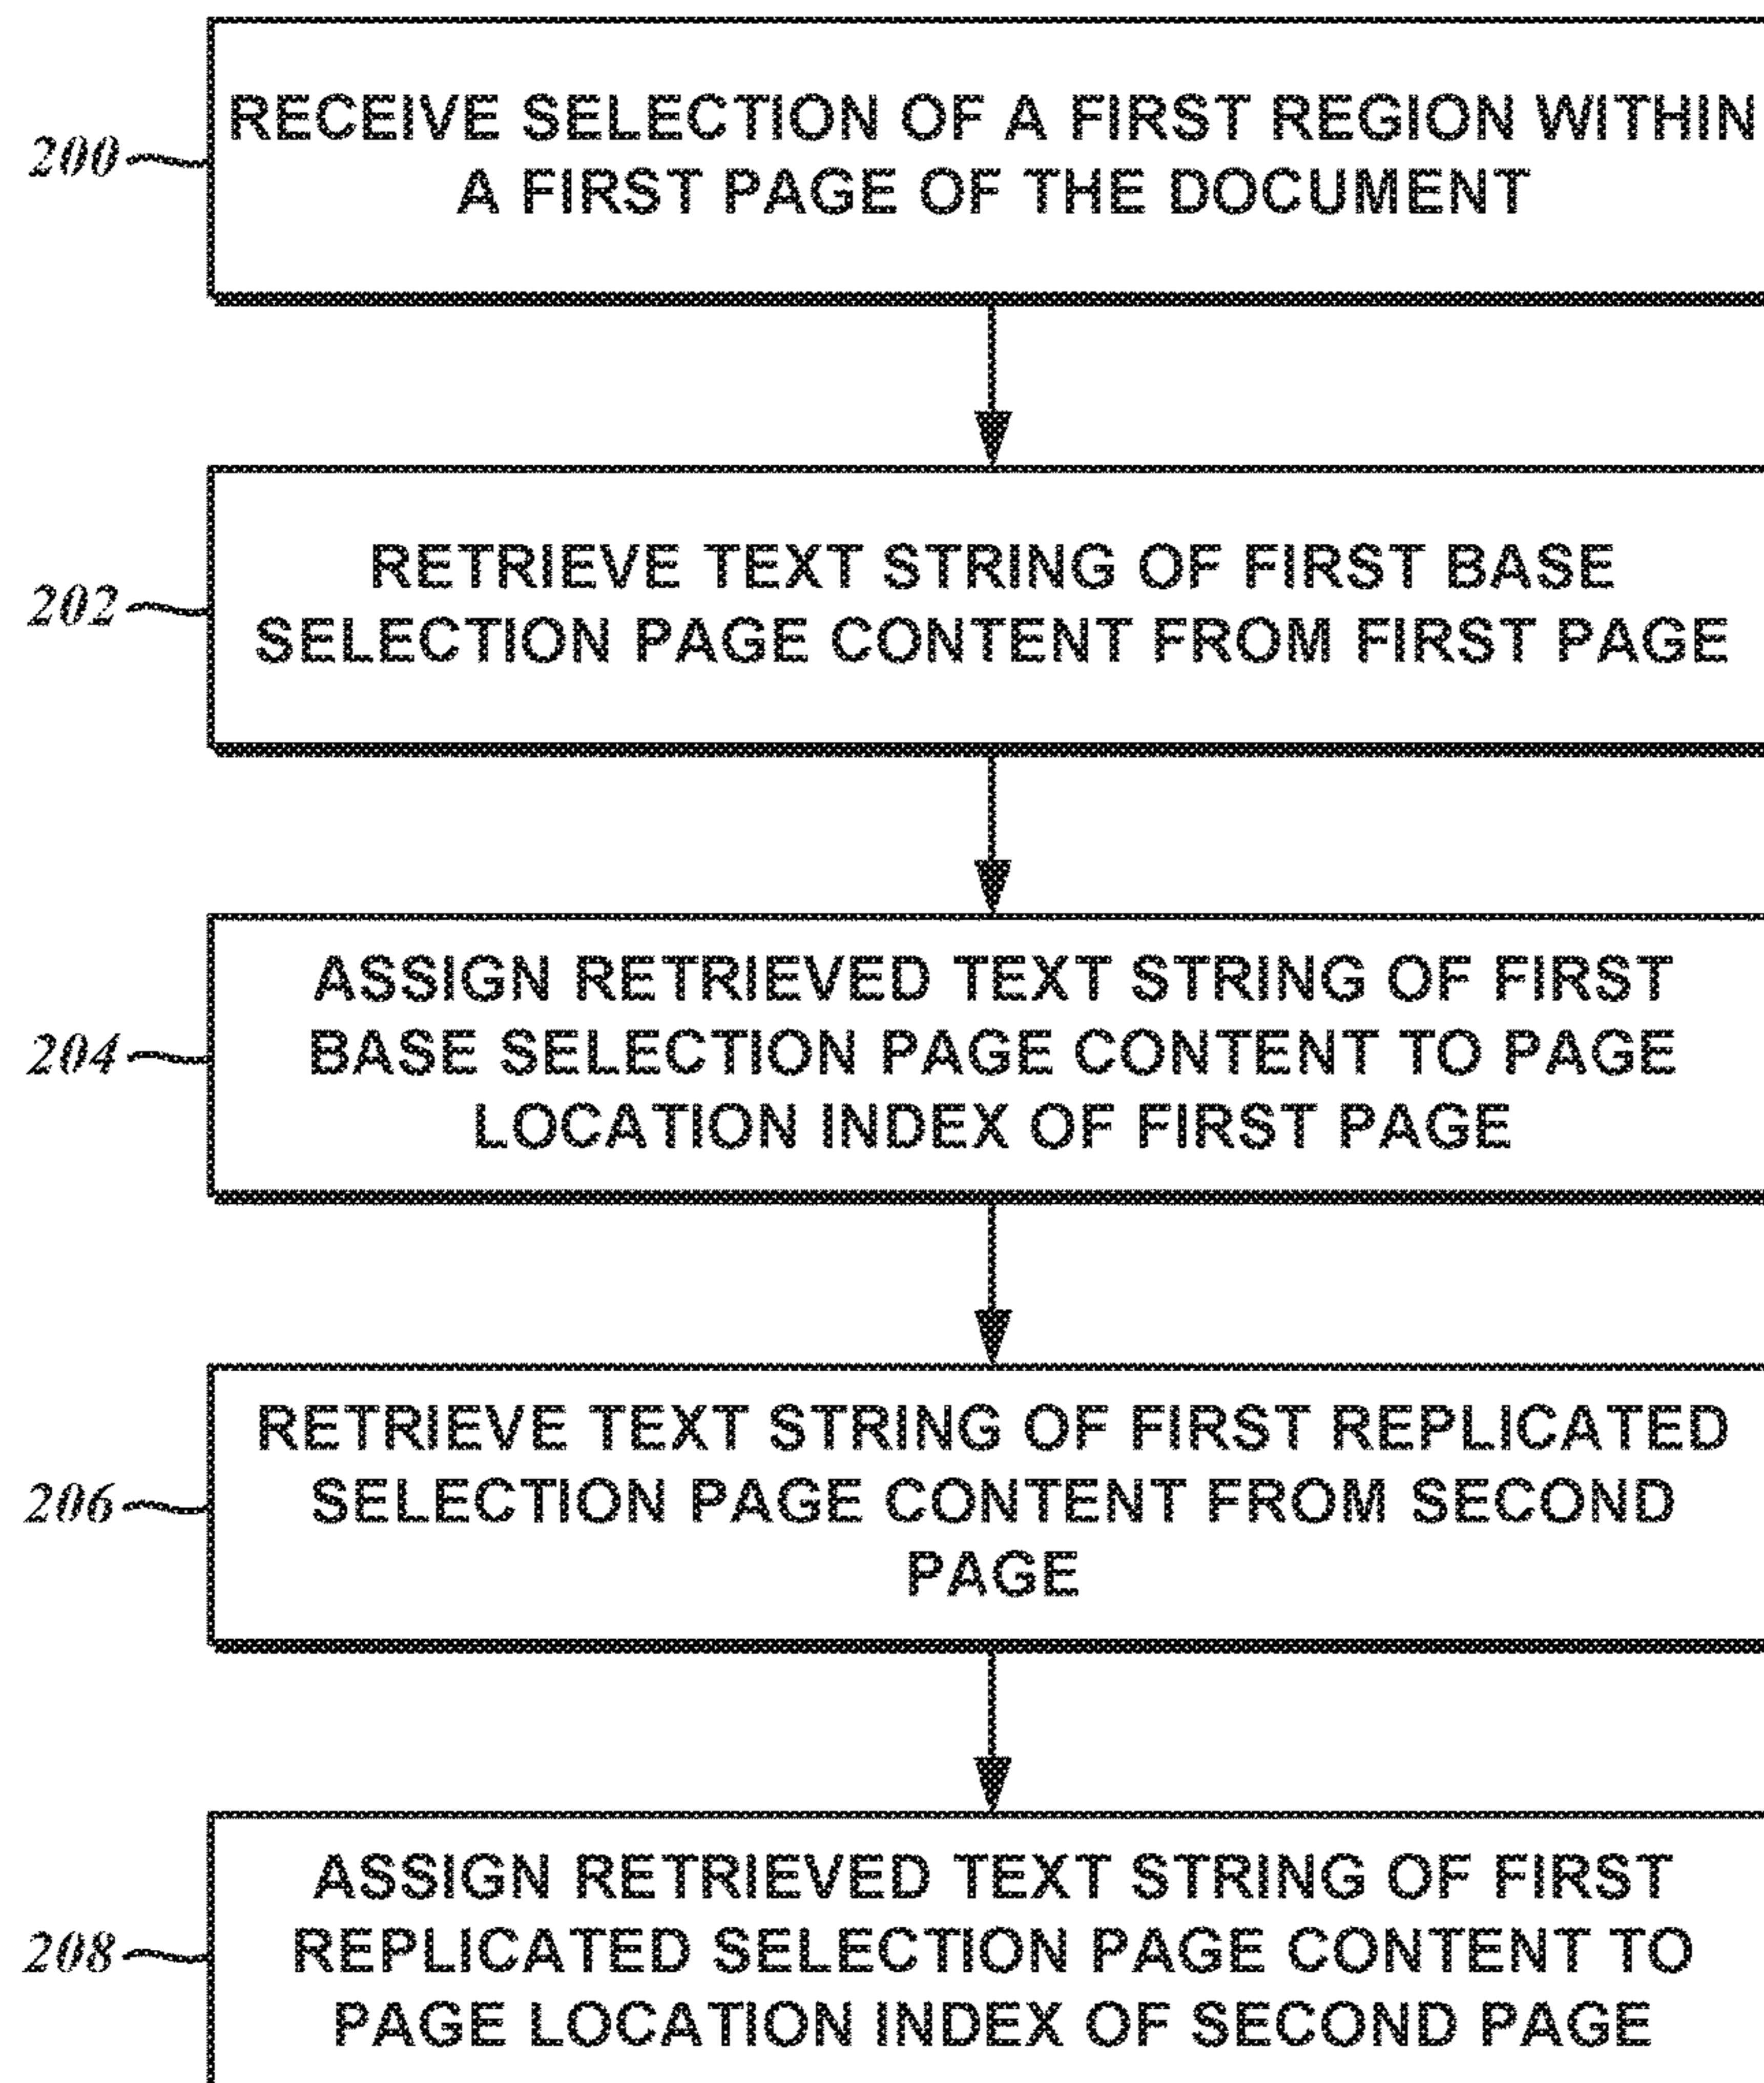 200
RECEIVE SELECTION OF A FIRST REGION WITHIN
A FIRST PAGE OF THE DOCUMENT
202
RETRIEVE TEXT STRING OF FIRST BASE
SELECTION PAGE CONTENT FROM FIRST PAGE
204
ASSIGN RETRIEVED TEXT STRING OF FIRST
BASE SELECTION PAGE CONTENT TO PAGE
LOCATION INDEX OF FIRST PAGE
206
RETRIEVE TEXT STRING OF FIRST REPLICATED
SELECTION PAGE CONTENT FROM SECOND
PAGE
208
ASSIGN RETRIEVED TEXT STRING OF FIRST
REPLICATED SELECTION PAGE CONTENT TO
PAGE LOCATION INDEX OF SECOND PAGE